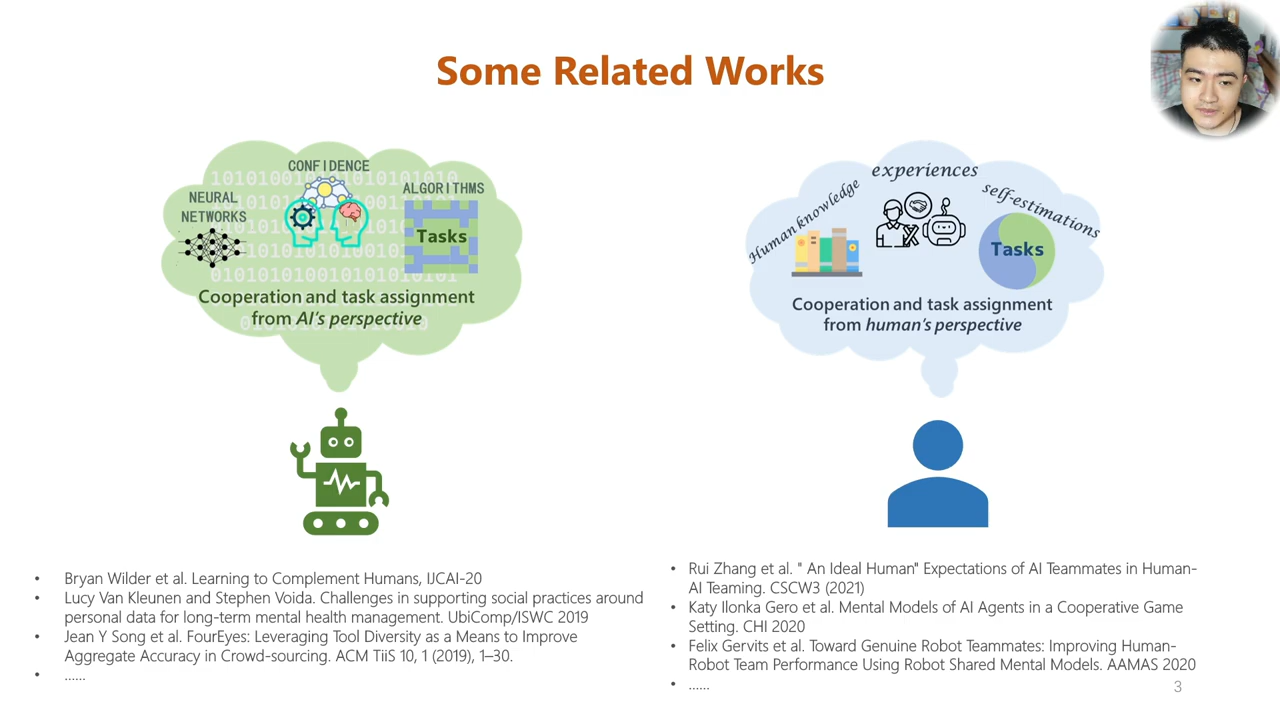 Some Related Works
CONFIDENCE
NEURAL
NETWORKS
ALGORITHMS
Tasks
Cooperation and task assignment
from AI's perspective
Human knowledge
experiences
self-estimations
Tasks
Cooperation and task assignment
from human's perspective
• Bryan Wilder et al. Learning to Complement Humans, IJCAI-20
• Lucy Van Kleunen and Stephen Voida. Challenges in supporting social practices around
personal data for long-term mental health management. UbiComp/ISWC 2019
• Jean Y Song et al. FourEyes: Leveraging Tool Diversity as a Means to Improve
Aggregate Accuracy in Crowd-sourcing. ACM TiiS 10, 1 (2019), 1–30.
• ......
• Rui Zhang et al. " An Ideal Human" Expectations of AI Teammates in Human-
AI Teaming. CSCW3 (2021)
• Katy Ilonka Gero et al. Mental Models of AI Agents in a Cooperative Game
Setting. CHI 2020
• Felix Gervits et al. Toward Genuine Robot Teammates: Improving Human-
Robot Team Performance Using Robot Shared Mental Models. AAMAS 2020
• ......
3